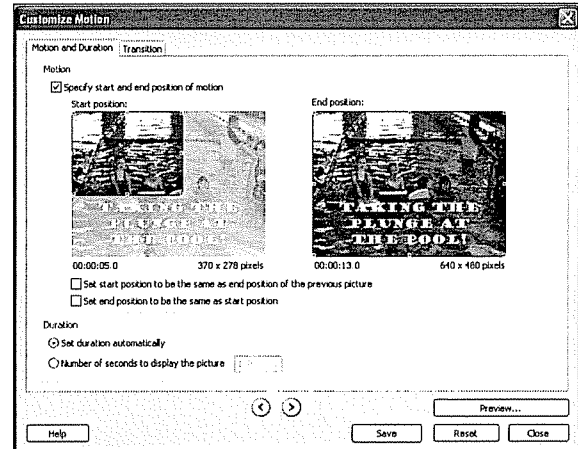 Customize Motion
Motion and Duration Transition
Motion
Specify start and end position of motion
Start position: End position:
TAKING THE
PLUNGE AT
THE POOL!
TAKING THE
PLUNGE AT
THE POOL!
00:00:05.0 370 x 278 pixels 00:00:13.0 640 x 480 pixels
Set start position to be the same as end position of the previous picture
Set end position to be the same as start position
Duration
Set duration automatically
Number of seconds to display the picture
Preview...
Help Save Reset Close